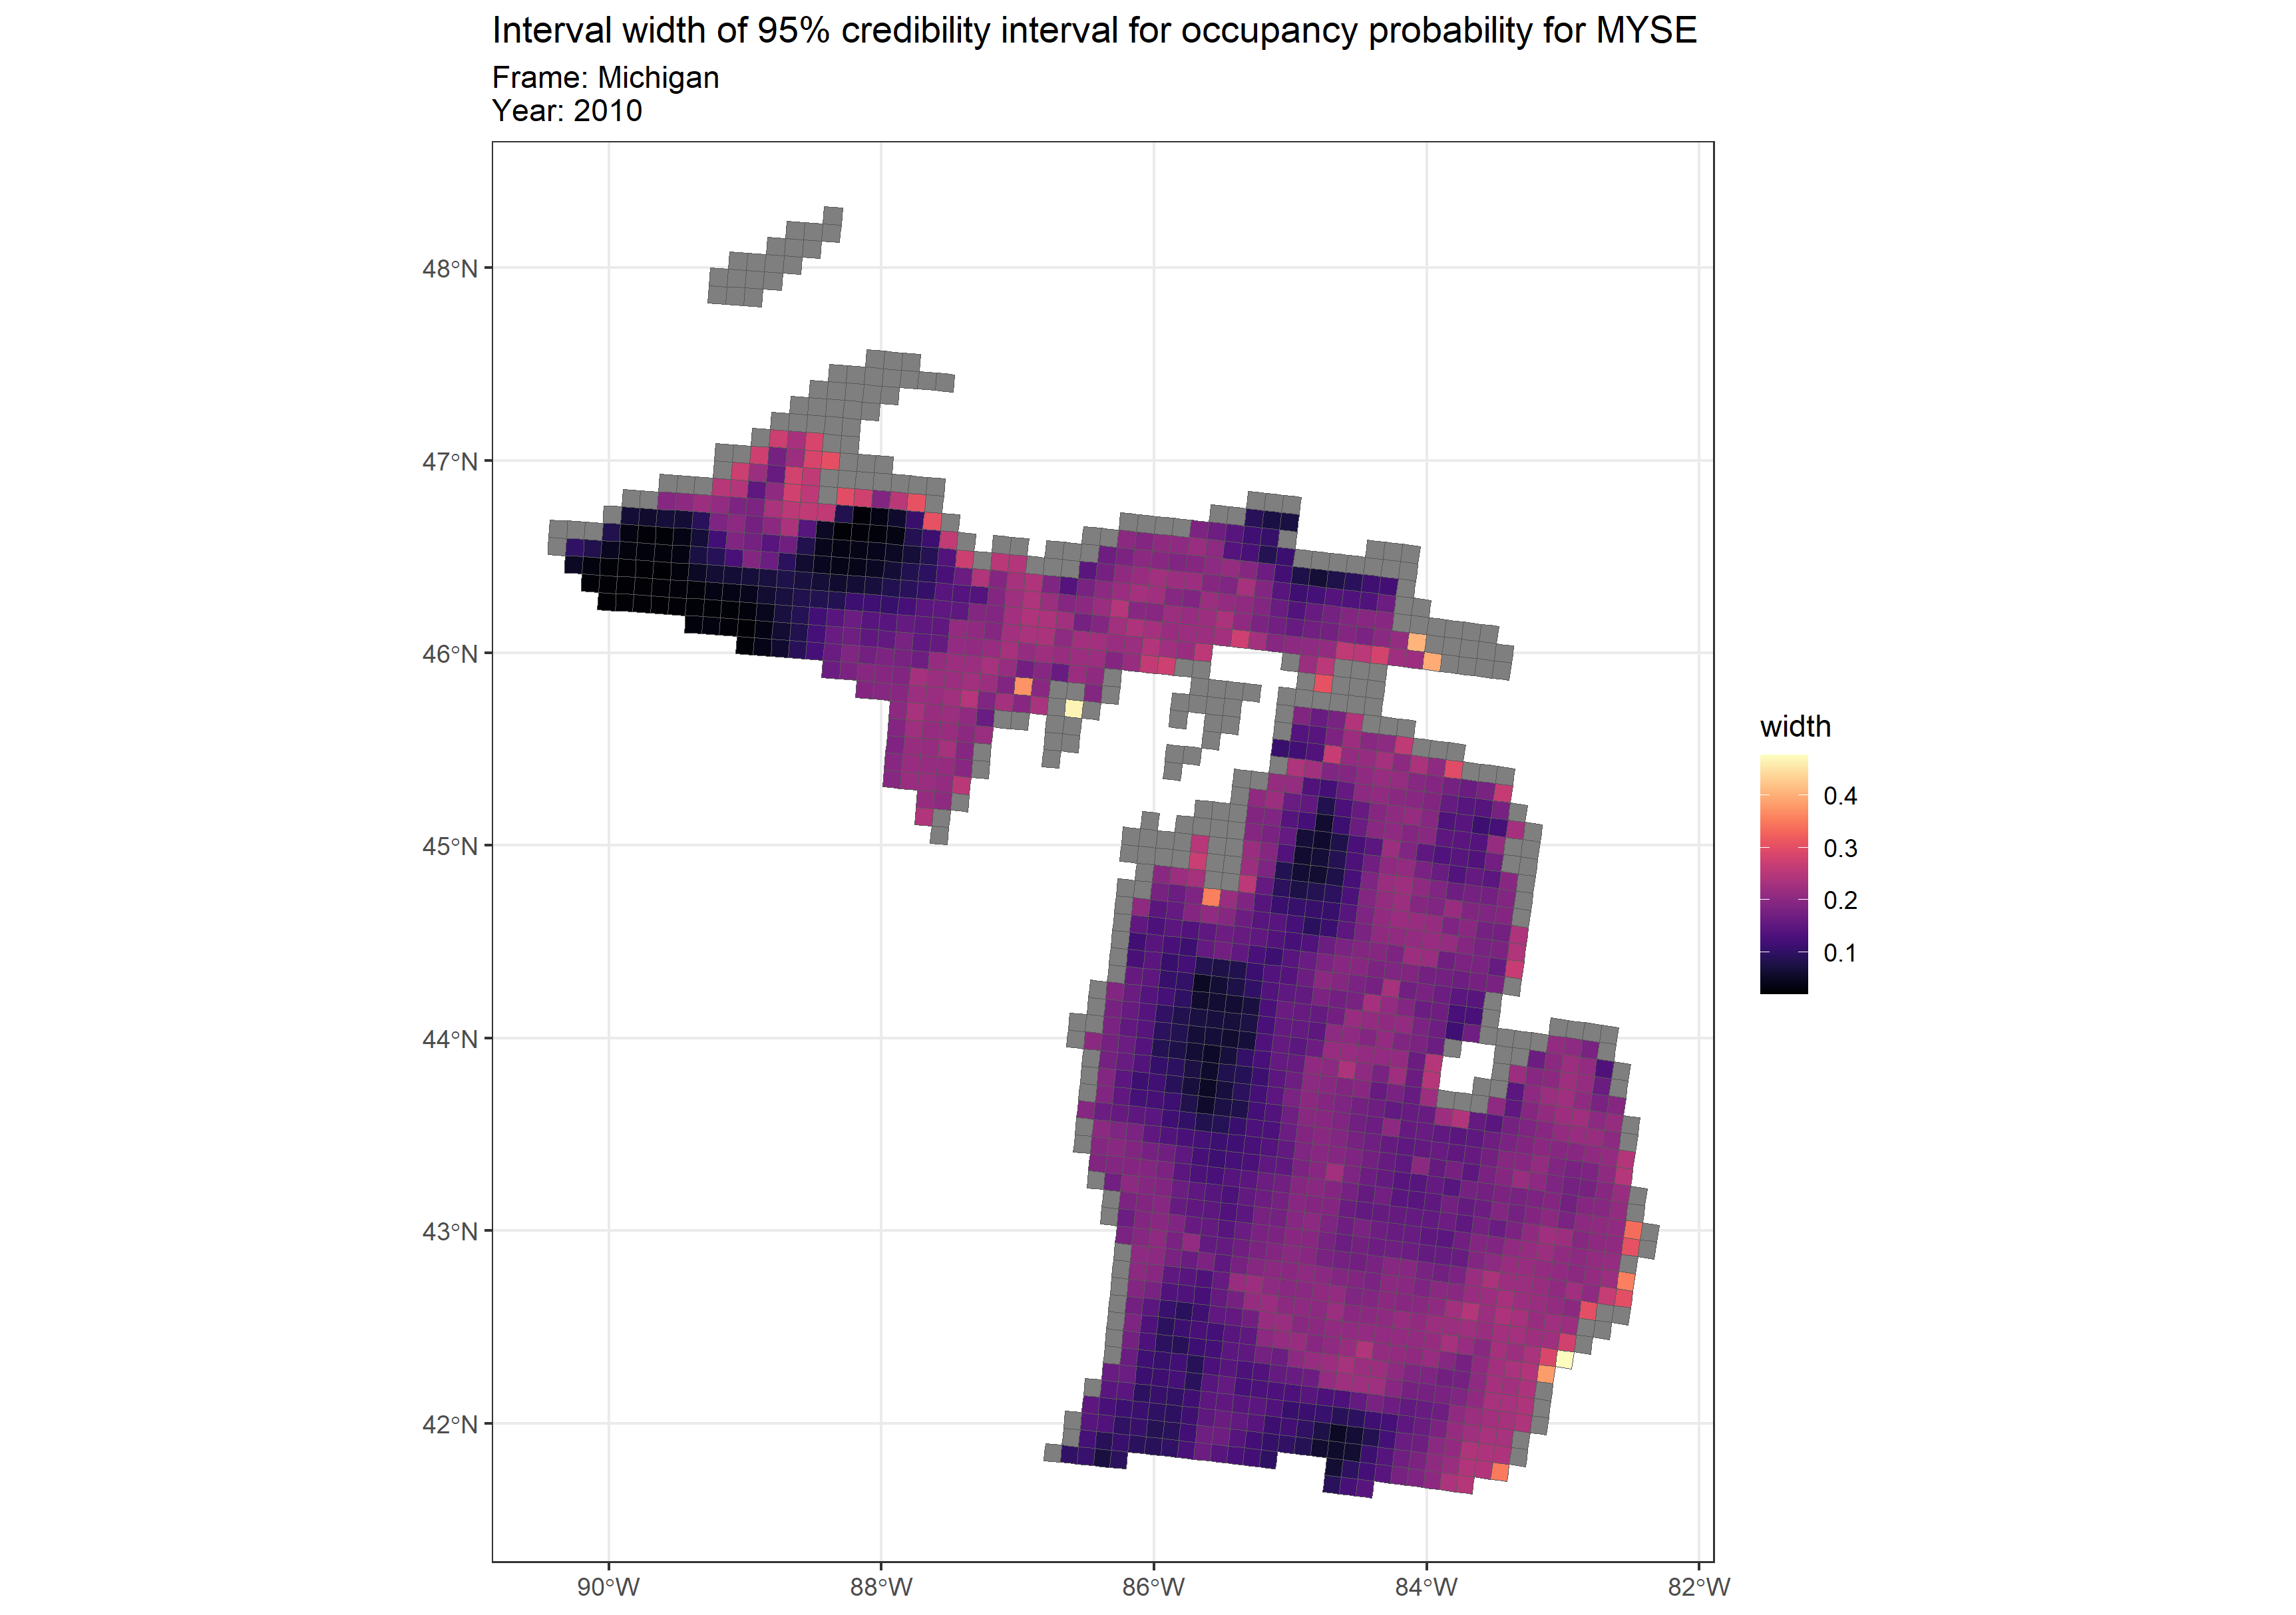 Interval width of 95% credibility interval for occupancy probability for MYSE
Frame: Michigan
Year: 2010
48°N
47°N
46°N
45°N
44°N
43°N
42°N
90°W
88°W
86°W
84°W
82°W
width
0.4
0.3
0.2
0.1